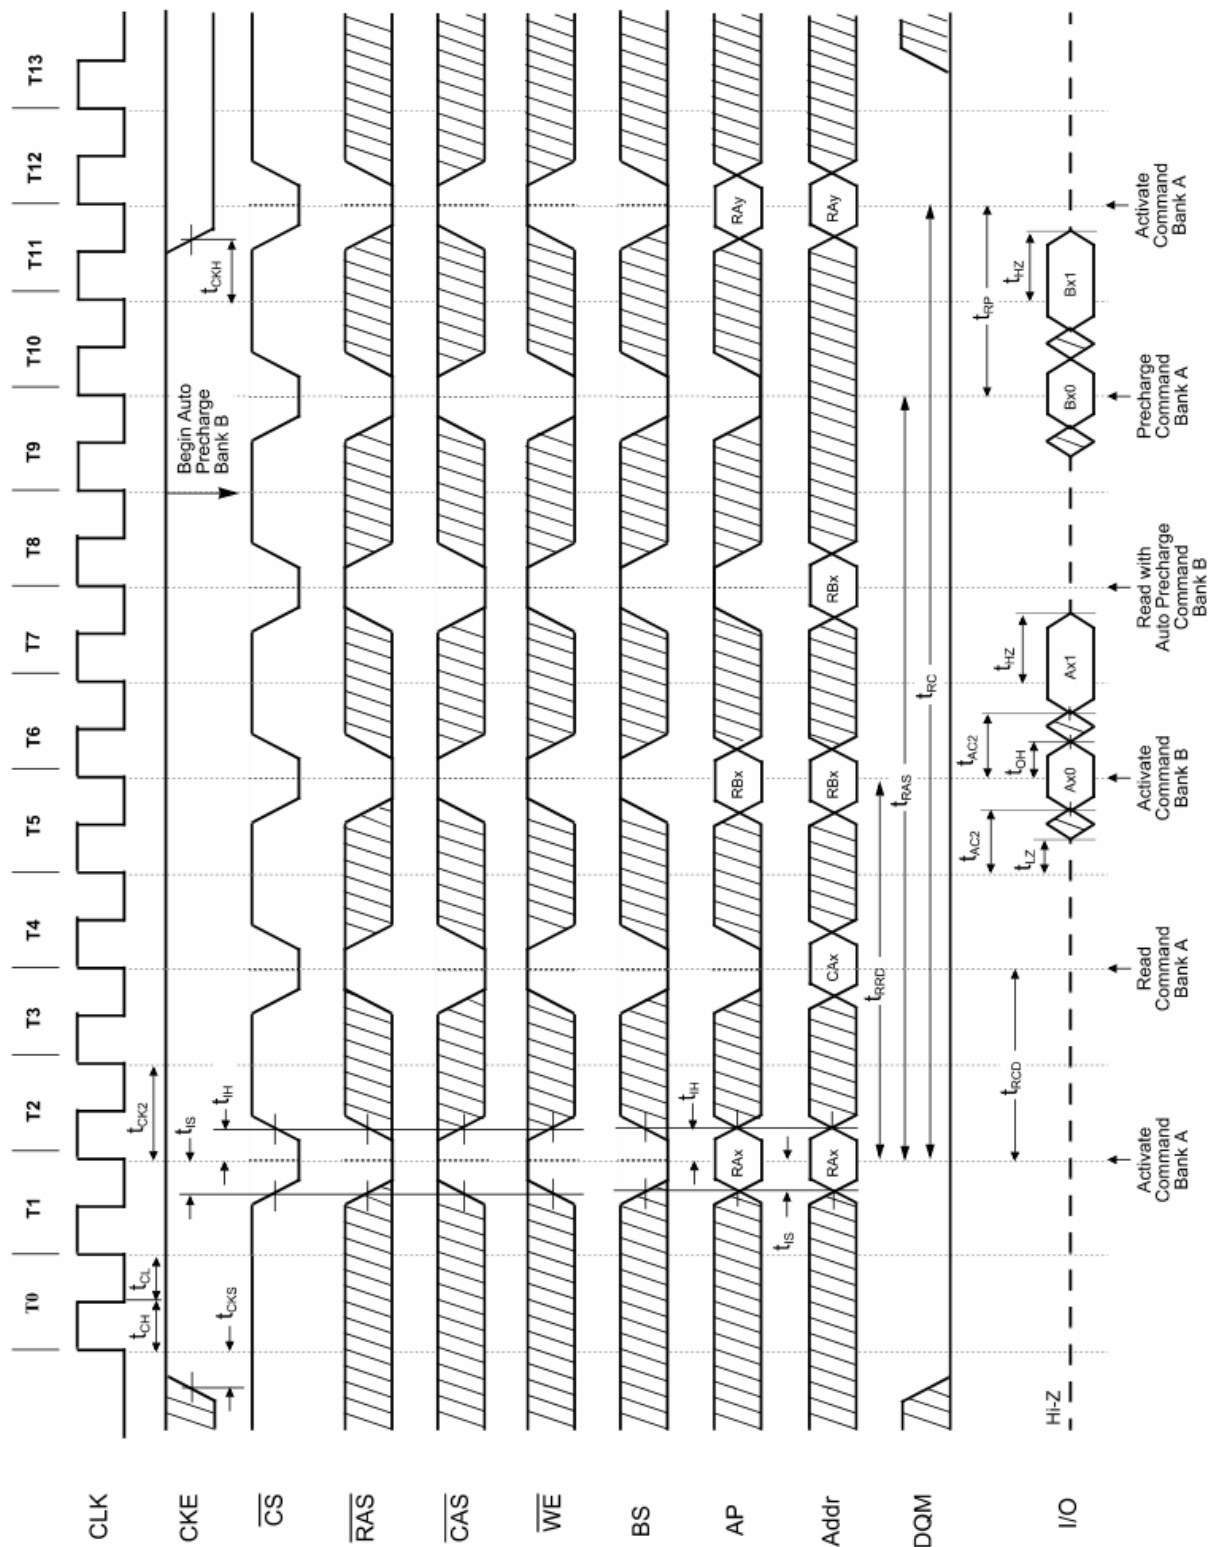 T0 T1 T2 T3 T4 T5 T6 T7 T8 T9 T10 T11 T12 T13
CLK
tCH tCL tCK2
CKE
tCKS tIS tIH
Begin Auto
Precharge
Bank B
tCKH
CS
RAS
CAS
WE
BS
tIH
AP
RAx RBx RAy
tIS
Addr
RAx CAx RBx RBx RAy
tRRD
tRAS
DQM
tRC
tRCD
tAC2 tAC2 tRP
tLZ tOH tHZ tHZ
Hi-Z
I/O
Ax0 Ax1 Bx0 Bx1
Activate
Command
Bank A
Read
Command
Bank A
Activate
Command
Bank B
Read with
Auto Precharge
Command
Bank B
Precharge
Command
Bank A
Activate
Command
Bank A